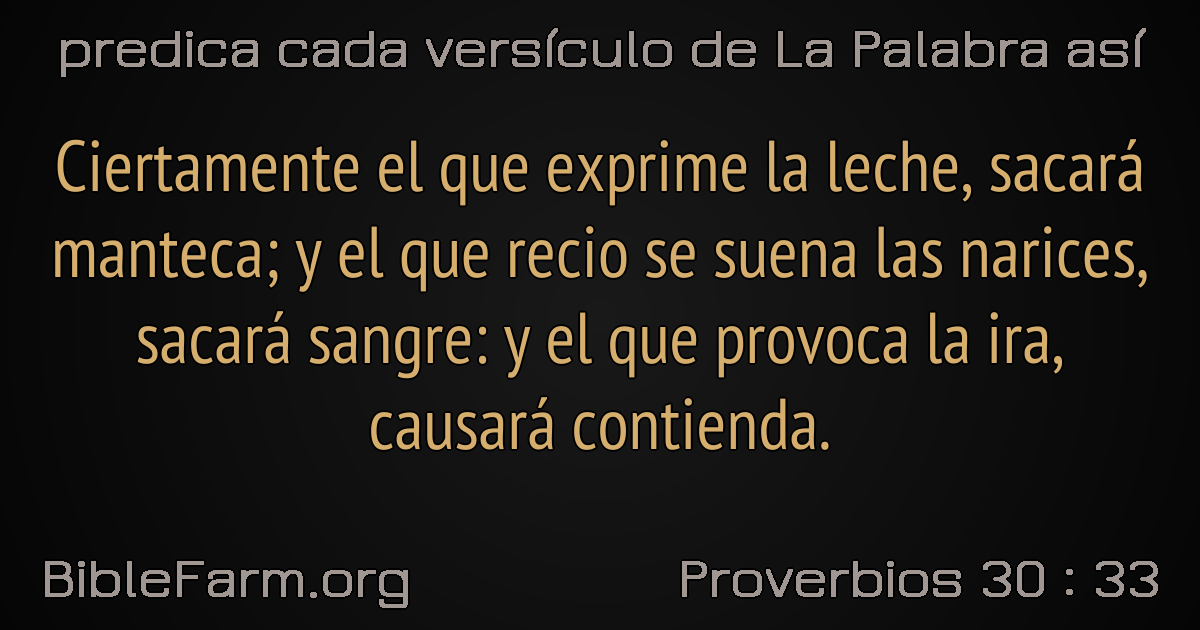 predica cada versículo de La Palabra así
Ciertamente el que exprime la leche, sacará
manteca; y el que recio se suena las narices,
sacará sangre: y el que provoca la ira,
causará contienda.
BibleFarm.org
Proverbios 30 : 33